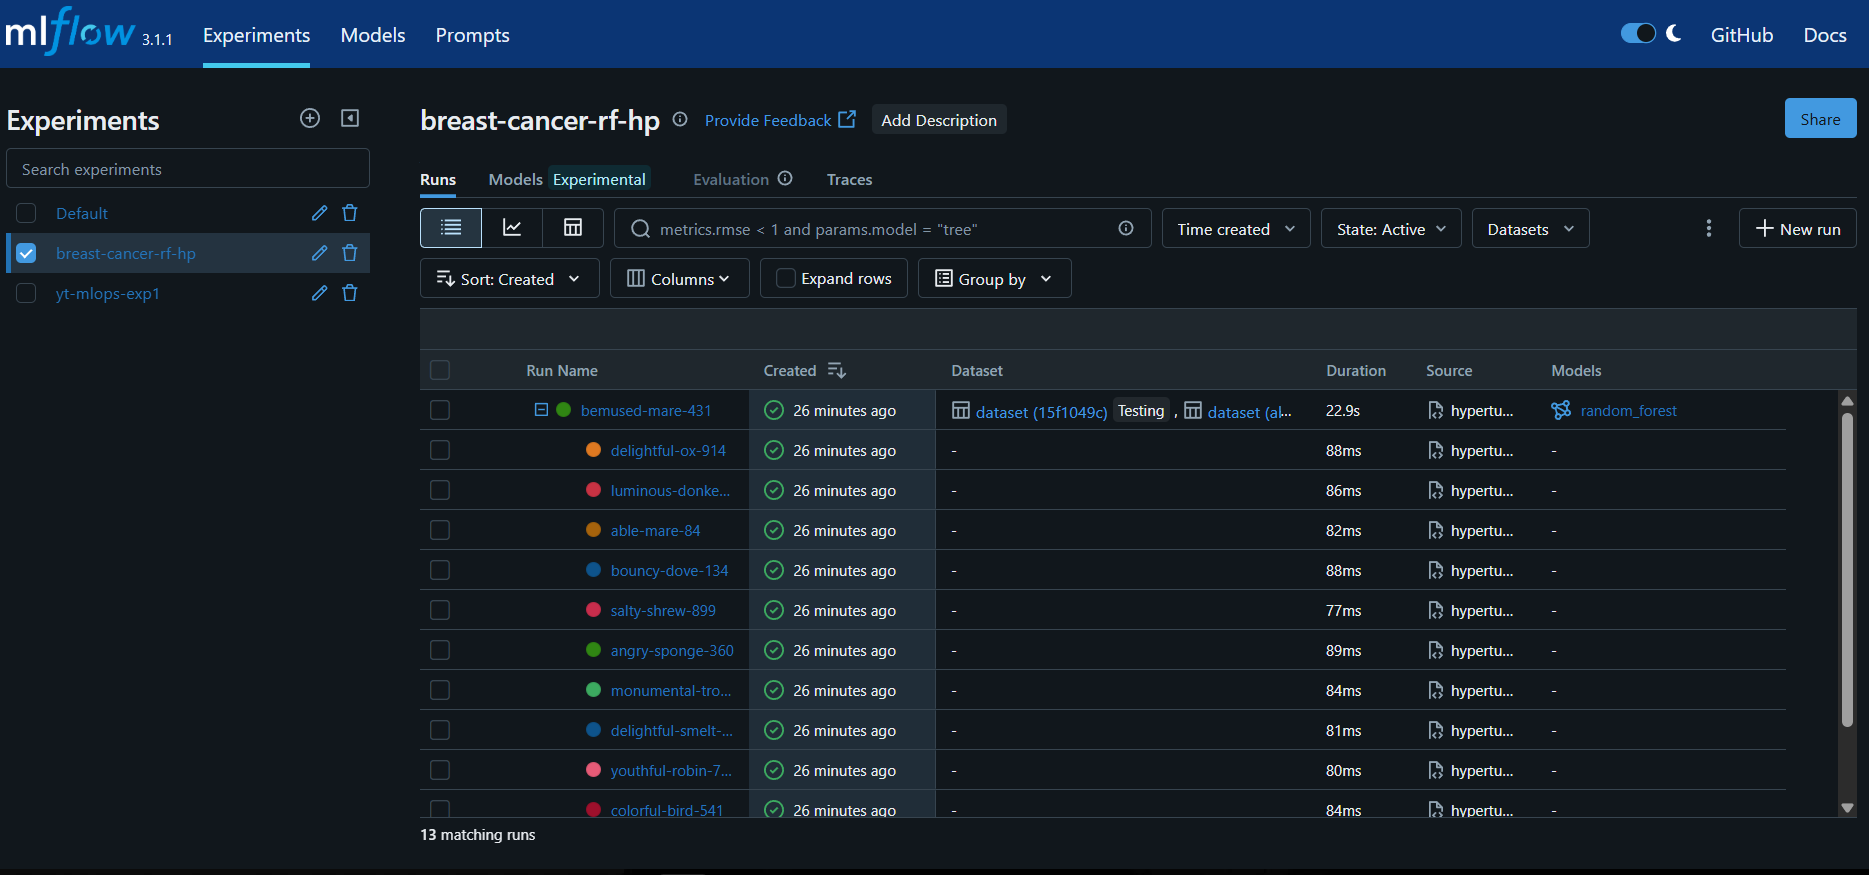 mlflow 3.1.1 Experiments Models Prompts GitHub Docs
Experiments
Search experiments
Default
breast-cancer-rf-hp
yt-mlops-exp1
breast-cancer-rf-hp Provide Feedback Add Description Share
Runs Models Experimental Evaluation Traces
metrics.rmse < 1 and params.model = "tree" Time created State: Active Datasets New run
Sort: Created Columns Expand rows Group by
Run Name Created Dataset Duration Source Models
bemused-mare-431 26 minutes ago dataset (15f1049c) Testing , dataset (al... 22.9s hypertu... random_forest
delightful-ox-914 26 minutes ago - 88ms hypertu... -
luminous-donke... 26 minutes ago - 86ms hypertu... -
able-mare-84 26 minutes ago - 82ms hypertu... -
bouncy-dove-134 26 minutes ago - 88ms hypertu... -
salty-shrew-899 26 minutes ago - 77ms hypertu... -
angry-sponge-360 26 minutes ago - 89ms hypertu... -
monumental-tro... 26 minutes ago - 84ms hypertu... -
delightful-smelt-... 26 minutes ago - 81ms hypertu... -
youthful-robin-7... 26 minutes ago - 80ms hypertu... -
colorful-bird-541 26 minutes ago - 84ms hypertu... -
13 matching runs